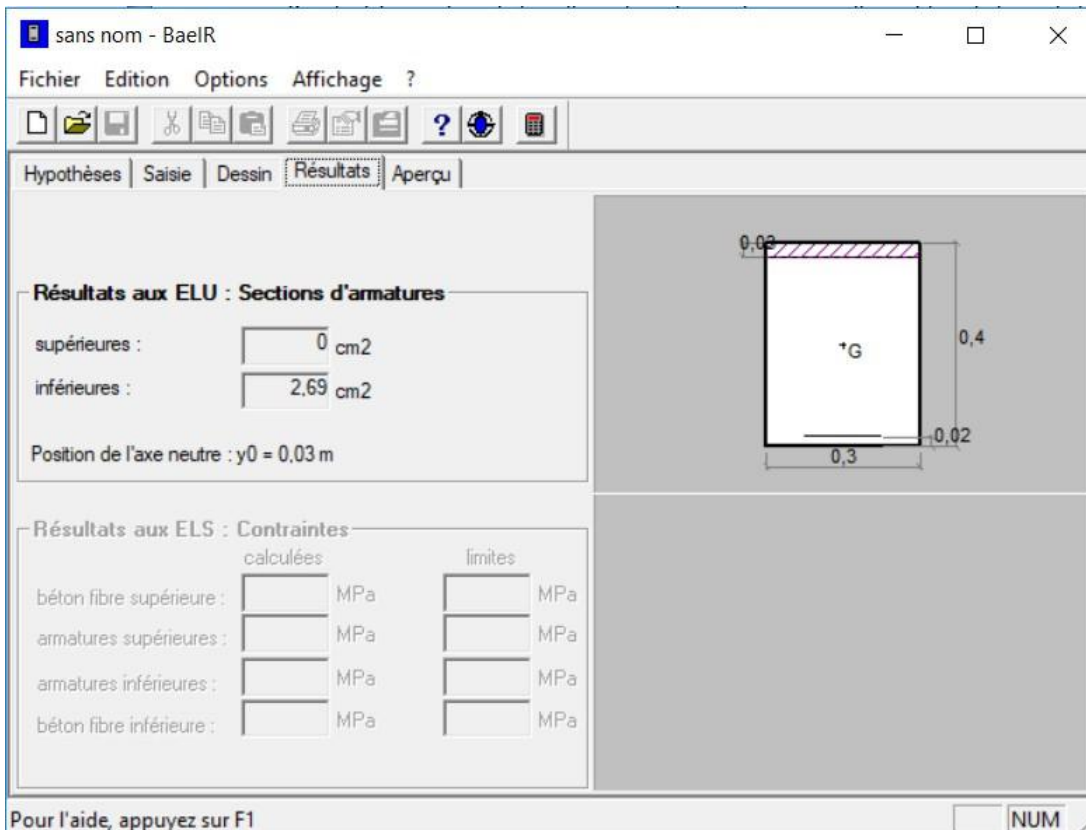 sans nom - BaelR
Fichier Edition Options Affichage ?
Hypothèses Saisie Dessin Résultats Aperçu
Résultats aux ELU : Sections d'armatures
supérieures : 0 cm2
inférieures : 2,69 cm2
Position de l'axe neutre : y0 = 0,03 m
Résultats aux ELS : Contraintes
calculées limites
béton fibre supérieure : MPa MPa
armatures supérieures : MPa MPa
armatures inférieures : MPa MPa
béton fibre inférieure : MPa MPa
0,03
G
0,4
0,02
0,3
Pour l'aide, appuyez sur F1
NUM